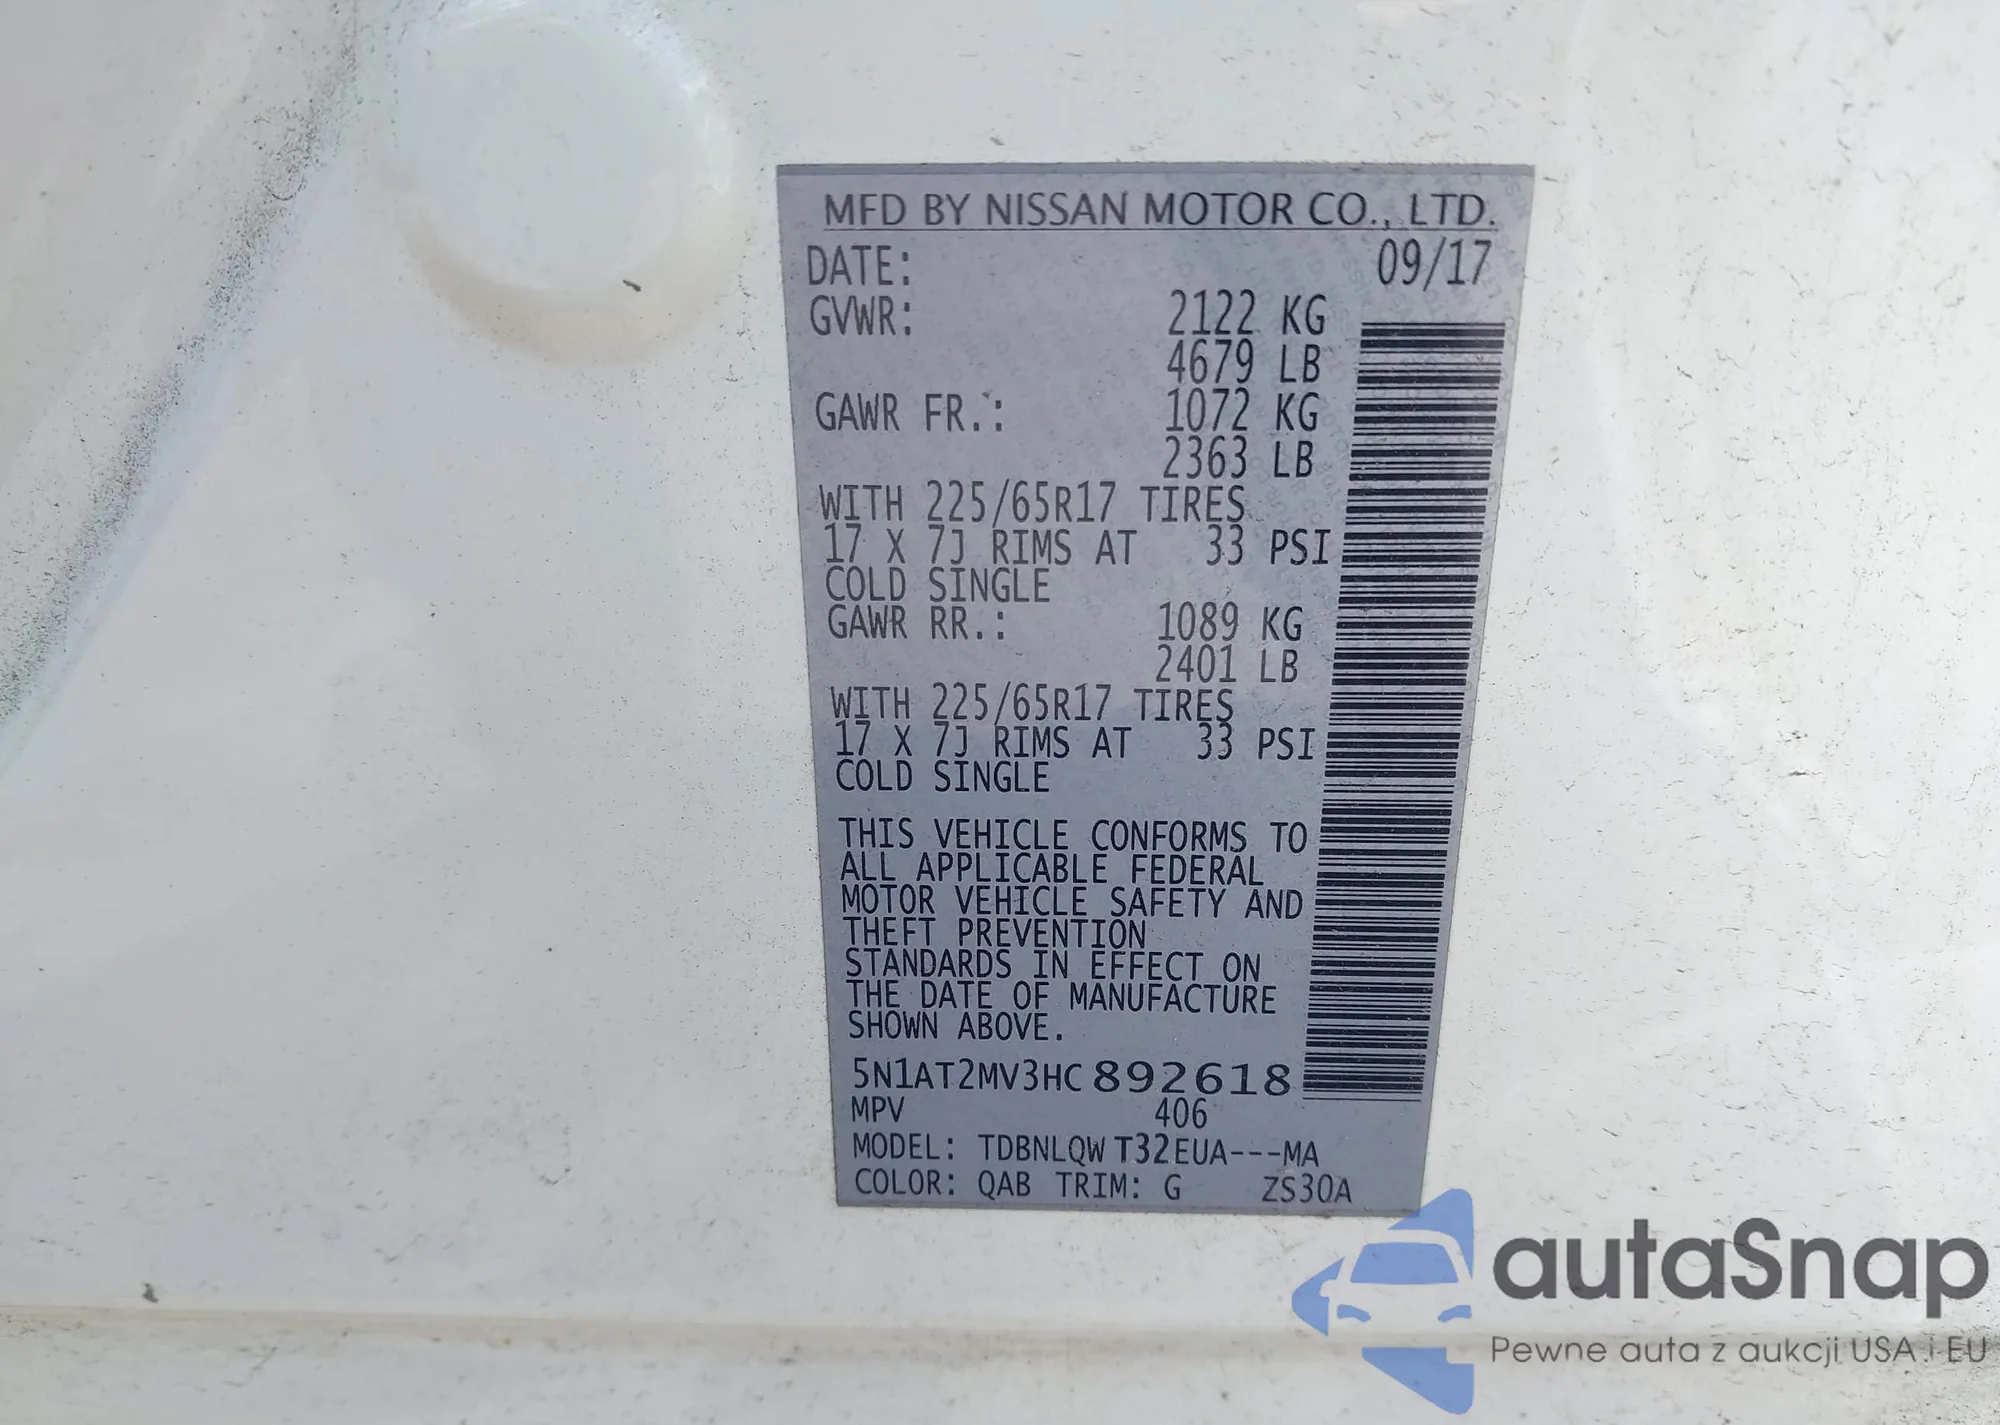 MFD BY NISSAN MOTOR CO., LTD.
DATE: 09/17
GVWR: 2122 KG
4679 LB
GAWR FR.: 1072 KG
2363 LB
WITH 225/65R17 TIRES
17 X 7J RIMS AT 33 PSI
COLD SINGLE
GAWR RR.: 1089 KG
2401 LB
WITH 225/65R17 TIRES
17 X 7J RIMS AT 33 PSI
COLD SINGLE
THIS VEHICLE CONFORMS TO
ALL APPLICABLE FEDERAL
MOTOR VEHICLE SAFETY AND
THEFT PREVENTION
STANDARDS IN EFFECT ON
THE DATE OF MANUFACTURE
SHOWN ABOVE.
5N1AT2MV3HC892618
MPV 406
MODEL: TDBNLQW T32EUA---MA
COLOR: QAB TRIM: G ZS30A
autaSnap
Pewne auta z aukcji USA i EU